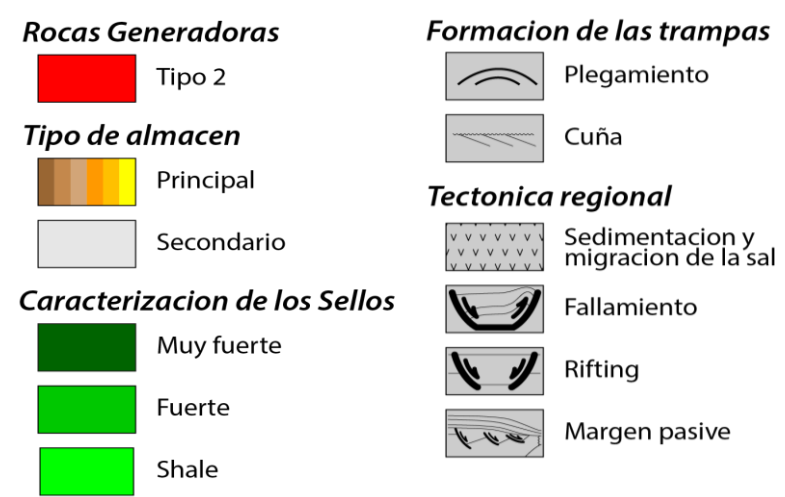 Rocas Generadoras
Tipo 2
Tipo de almacen
Principal
Secondario
Caracterizacion de los Sellos
Muy fuerte
Fuerte
Shale
Formacion de las trampas
Plegamiento
Cuña
Tectonica regional
Sedimentacion y
migracion de la sal
Fallamiento
Rifting
Margen pasive